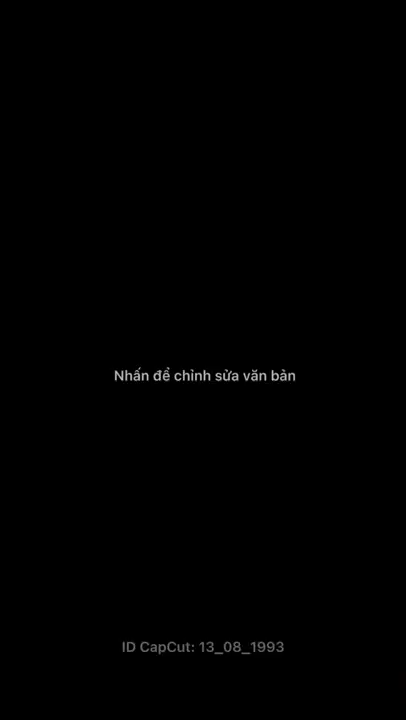 Nhấn để chỉnh sửa văn bản
ID CapCut: 13_08_1993